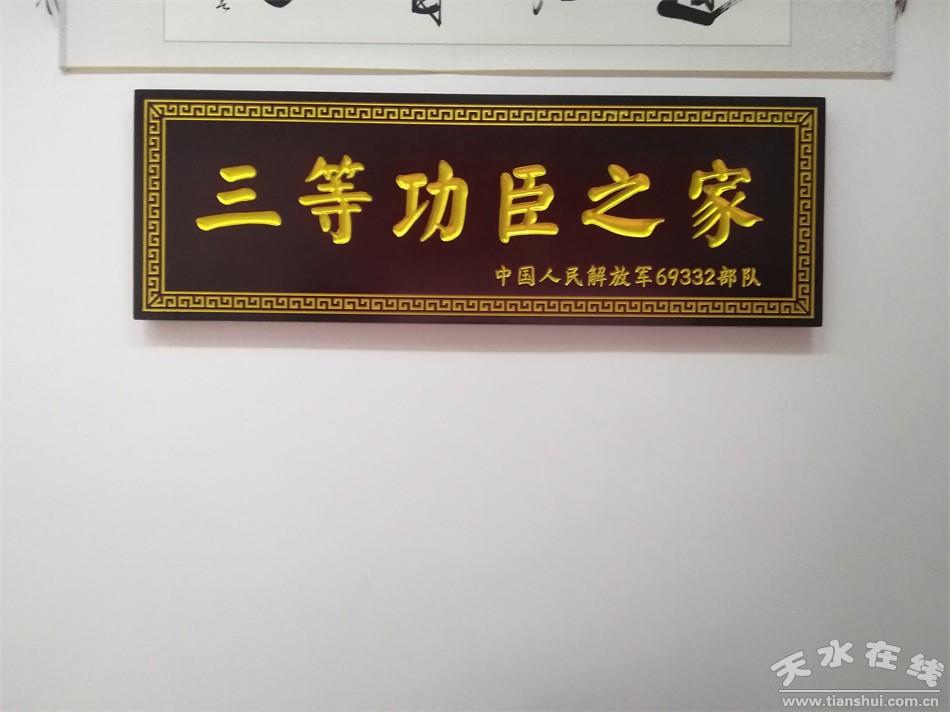 三等功臣之家
中国人民解放军69332部队
天水在线
www.tianshui.com.cn